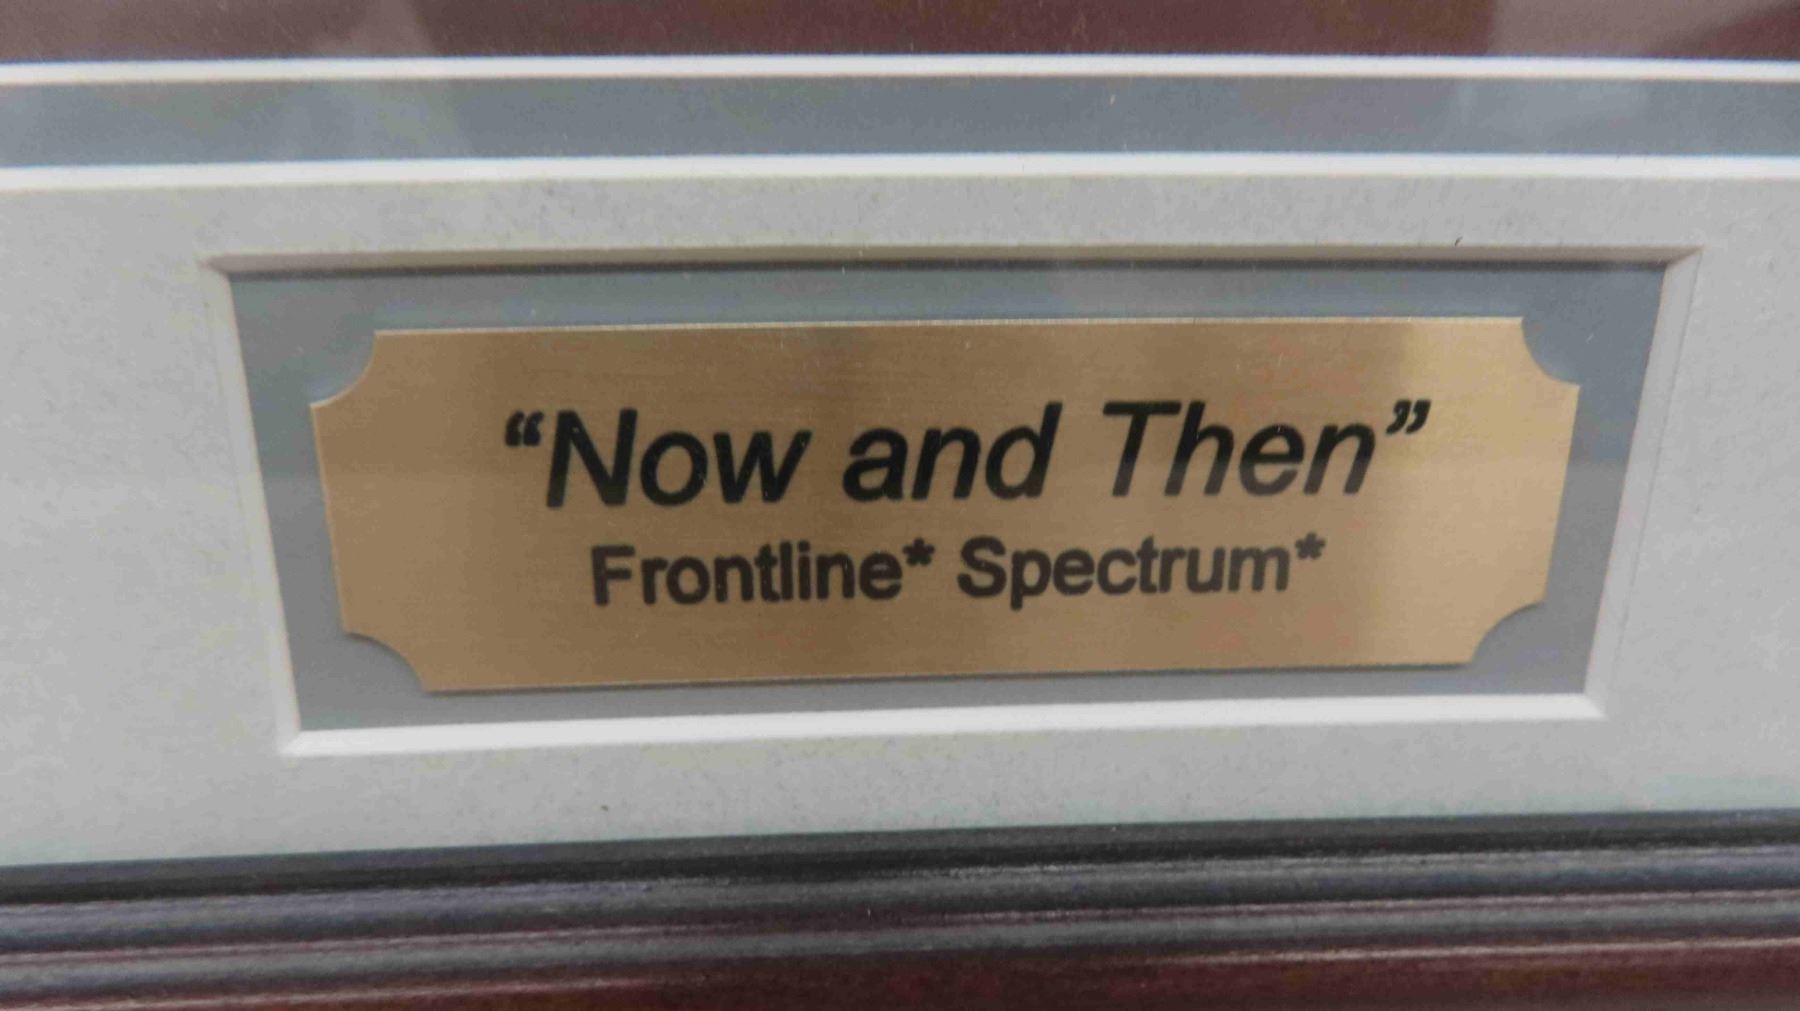 “Now and Then”
Frontline* Spectrum*